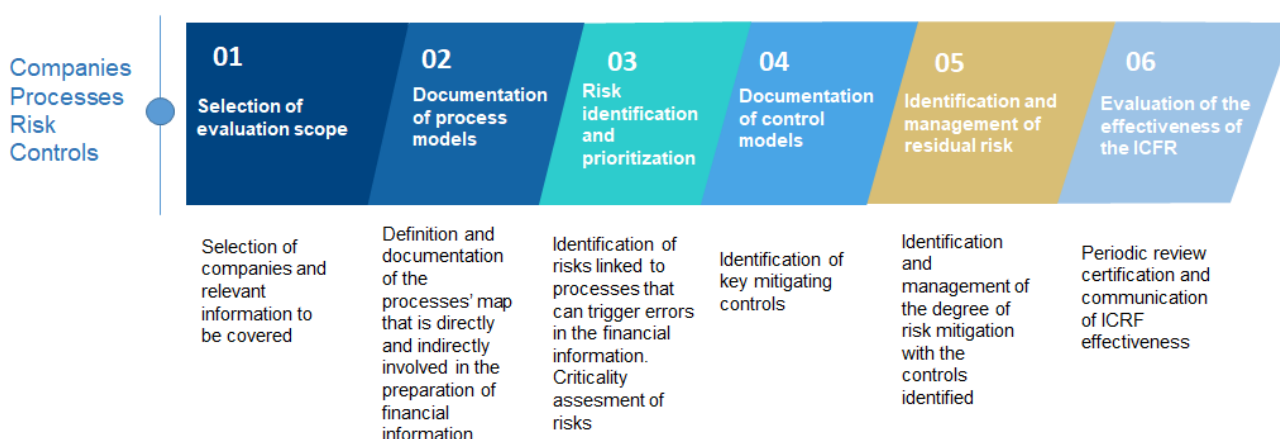 Companies
Processes
Risk
Controls
01
Selection of
evaluation scope
02
Documentation
of process
models
03
Risk
identification
and
prioritization
04
Documentation
of control
models
05
Identification and
management of
residual risk
06
Evaluation of the
effectiveness of
the ICFR
Selection of
companies and
relevant
information to
be covered
Definition and
documentation
of the
processes’ map
that is directly
and indirectly
involved in the
preparation of
financial
information
Identification of
risks linked to
processes that
can trigger errors
in the financial
information.
Criticality
assesment of
risks
Identification of
key mitigating
controls
Identification
and
management of
the degree of
risk mitigation
with the
controls
identified
Periodic review
certification and
communication
of ICRF
effectiveness